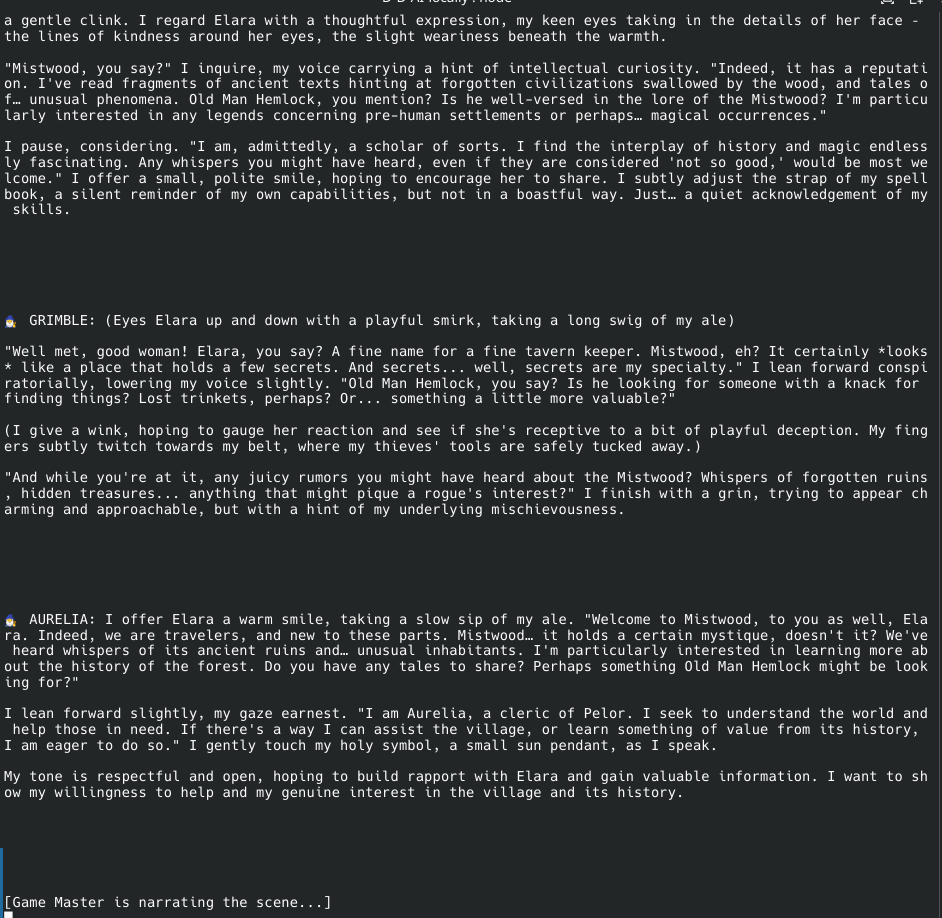 a gentle clink. I regard Elara with a thoughtful expression, my keen eyes taking in the details of her face -
the lines of kindness around her eyes, the slight weariness beneath the warmth.
"Mistwood, you say?" I inquire, my voice carrying a hint of intellectual curiosity. "Indeed, it has a reputati
on. I've read fragments of ancient texts hinting at forgotten civilizations swallowed by the wood, and tales o
f… unusual phenomena. Old Man Hemlock, you mention? Is he well-versed in the lore of the Mistwood? I'm particu
larly interested in any legends concerning pre-human settlements or perhaps… magical occurrences."
I pause, considering. "I am, admittedly, a scholar of sorts. I find the interplay of history and magic endless
ly fascinating. Any whispers you might have heard, even if they are considered 'not so good,' would be most we
lcome." I offer a small, polite smile, hoping to encourage her to share. I subtly adjust the strap of my spell
book, a silent reminder of my own capabilities, but not in a boastful way. Just… a quiet acknowledgement of my
 skills.
GRIMBLE: (Eyes Elara up and down with a playful smirk, taking a long swig of my ale)
"Well met, good woman! Elara, you say? A fine name for a fine tavern keeper. Mistwood, eh? It certainly *looks
* like a place that holds a few secrets. And secrets... well, secrets are my specialty." I lean forward conspi
ratorially, lowering my voice slightly. "Old Man Hemlock, you say? Is he looking for someone with a knack for
finding things? Lost trinkets, perhaps? Or... something a little more valuable?"
(I give a wink, hoping to gauge her reaction and see if she's receptive to a bit of playful deception. My fing
ers subtly twitch towards my belt, where my thieves' tools are safely tucked away.)
"And while you're at it, any juicy rumors you might have heard about the Mistwood? Whispers of forgotten ruins
, hidden treasures... anything that might pique a rogue's interest?" I finish with a grin, trying to appear ch
arming and approachable, but with a hint of my underlying mischievousness.
AURELIA: I offer Elara a warm smile, taking a slow sip of my ale. "Welcome to Mistwood, to you as well, Ela
ra. Indeed, we are travelers, and new to these parts. Mistwood… it holds a certain mystique, doesn't it? We've
 heard whispers of its ancient ruins and… unusual inhabitants. I'm particularly interested in learning more ab
out the history of the forest. Do you have any tales to share? Perhaps something Old Man Hemlock might be look
ing for?"
I lean forward slightly, my gaze earnest. "I am Aurelia, a cleric of Pelor. I seek to understand the world and
 help those in need. If there's a way I can assist the village, or learn something of value from its history,
I am eager to do so." I gently touch my holy symbol, a small sun pendant, as I speak.
My tone is respectful and open, hoping to build rapport with Elara and gain valuable information. I want to sh
ow my willingness to help and my genuine interest in the village and its history.
[Game Master is narrating the scene...]